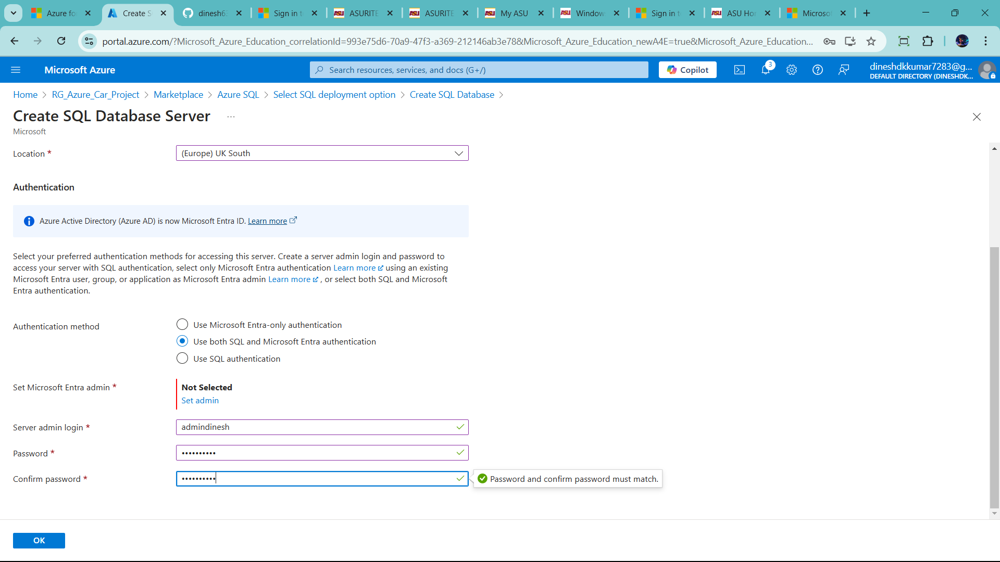 Azure fo
Create S
dinesh63
Sign in t
ASURITE
ASURITE
My ASU
Window
Sign in t
ASU Hor
Microsof
portal.azure.com/?Microsoft_Azure_Education_correlationId=993e75d6-70a9-47f3-a369-212146ab3e78&Microsoft_Azure_Education_newA4E=true&Microsoft_Azure_Education...
Microsoft Azure
Search resources, services, and docs (G+/)
Copilot
3
dineshdkkumar7283@g...
DEFAULT DIRECTORY (DINESHDK...
Home > RG_Azure_Car_Project > Marketplace > Azure SQL > Select SQL deployment option > Create SQL Database >
Create SQL Database Server ...
Microsoft
Location *
(Europe) UK South
Authentication
Azure Active Directory (Azure AD) is now Microsoft Entra ID. Learn more
Select your preferred authentication methods for accessing this server. Create a server admin login and password to
access your server with SQL authentication, select only Microsoft Entra authentication Learn more using an existing
Microsoft Entra user, group, or application as Microsoft Entra admin Learn more , or select both SQL and Microsoft
Entra authentication.
Authentication method
Use Microsoft Entra-only authentication
Use both SQL and Microsoft Entra authentication
Use SQL authentication
Set Microsoft Entra admin *
Not Selected
Set admin
Server admin login *
admindinesh
Password *
••••••••••
Confirm password *
••••••••••
Password and confirm password must match.
OK